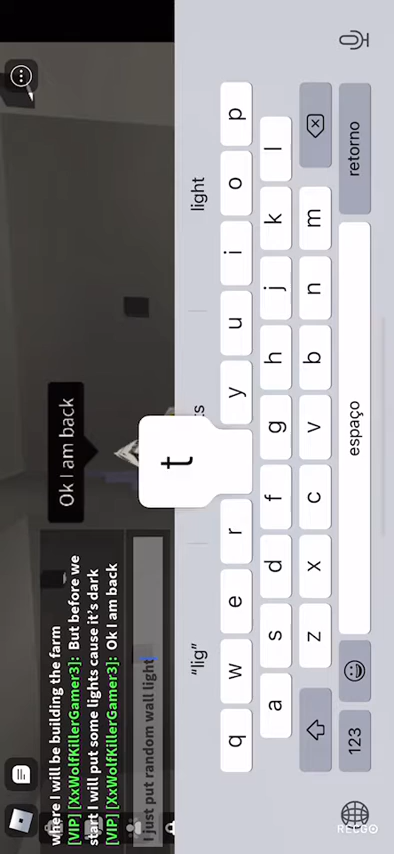 Ok I am back
where I will be building the farm
[VIP] [XxWolfKillerGamer3]: But before we
start I will put some lights cause it's dark
[VIP] [XxWolfKillerGamer3]: Ok I am back
I just put random wall light
"lig"
light
q w e r t y u i o p
a s d f g h j k l
z x c v b n m
123
espaço
retorno
RECGO